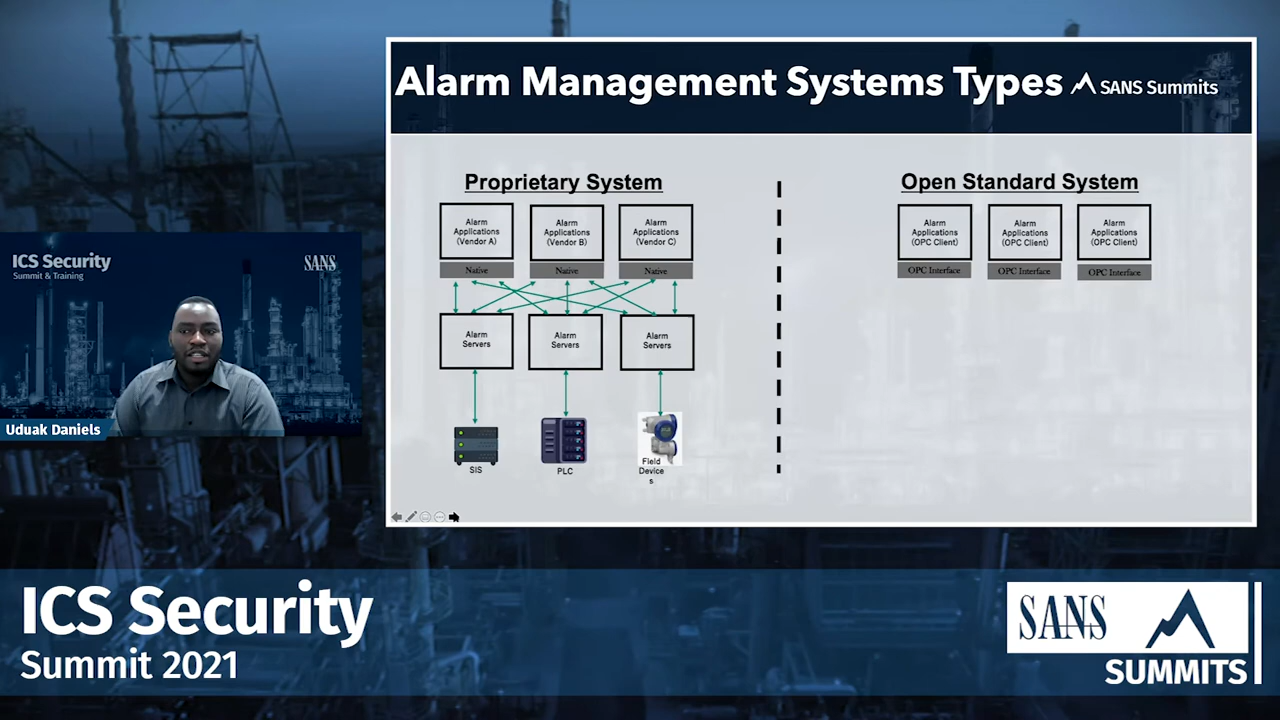 Alarm Management Systems Types
SANS Summits
Proprietary System
Alarm
Applications
(Vendor A)
Alarm
Applications
(Vendor B)
Alarm
Applications
(Vendor C)
Native
Native
Native
Alarm
Servers
Alarm
Servers
Alarm
Servers
SIS
PLC
Field
Device
s
Open Standard System
Alarm
Applications
(OPC Client)
Alarm
Applications
(OPC Client)
Alarm
Applications
(OPC Client)
OPC Interface
OPC Interface
OPC Interface
ICS Security
Summit & Training
SANS
Uduak Daniels
ICS Security
Summit 2021
SANS
SUMMITS